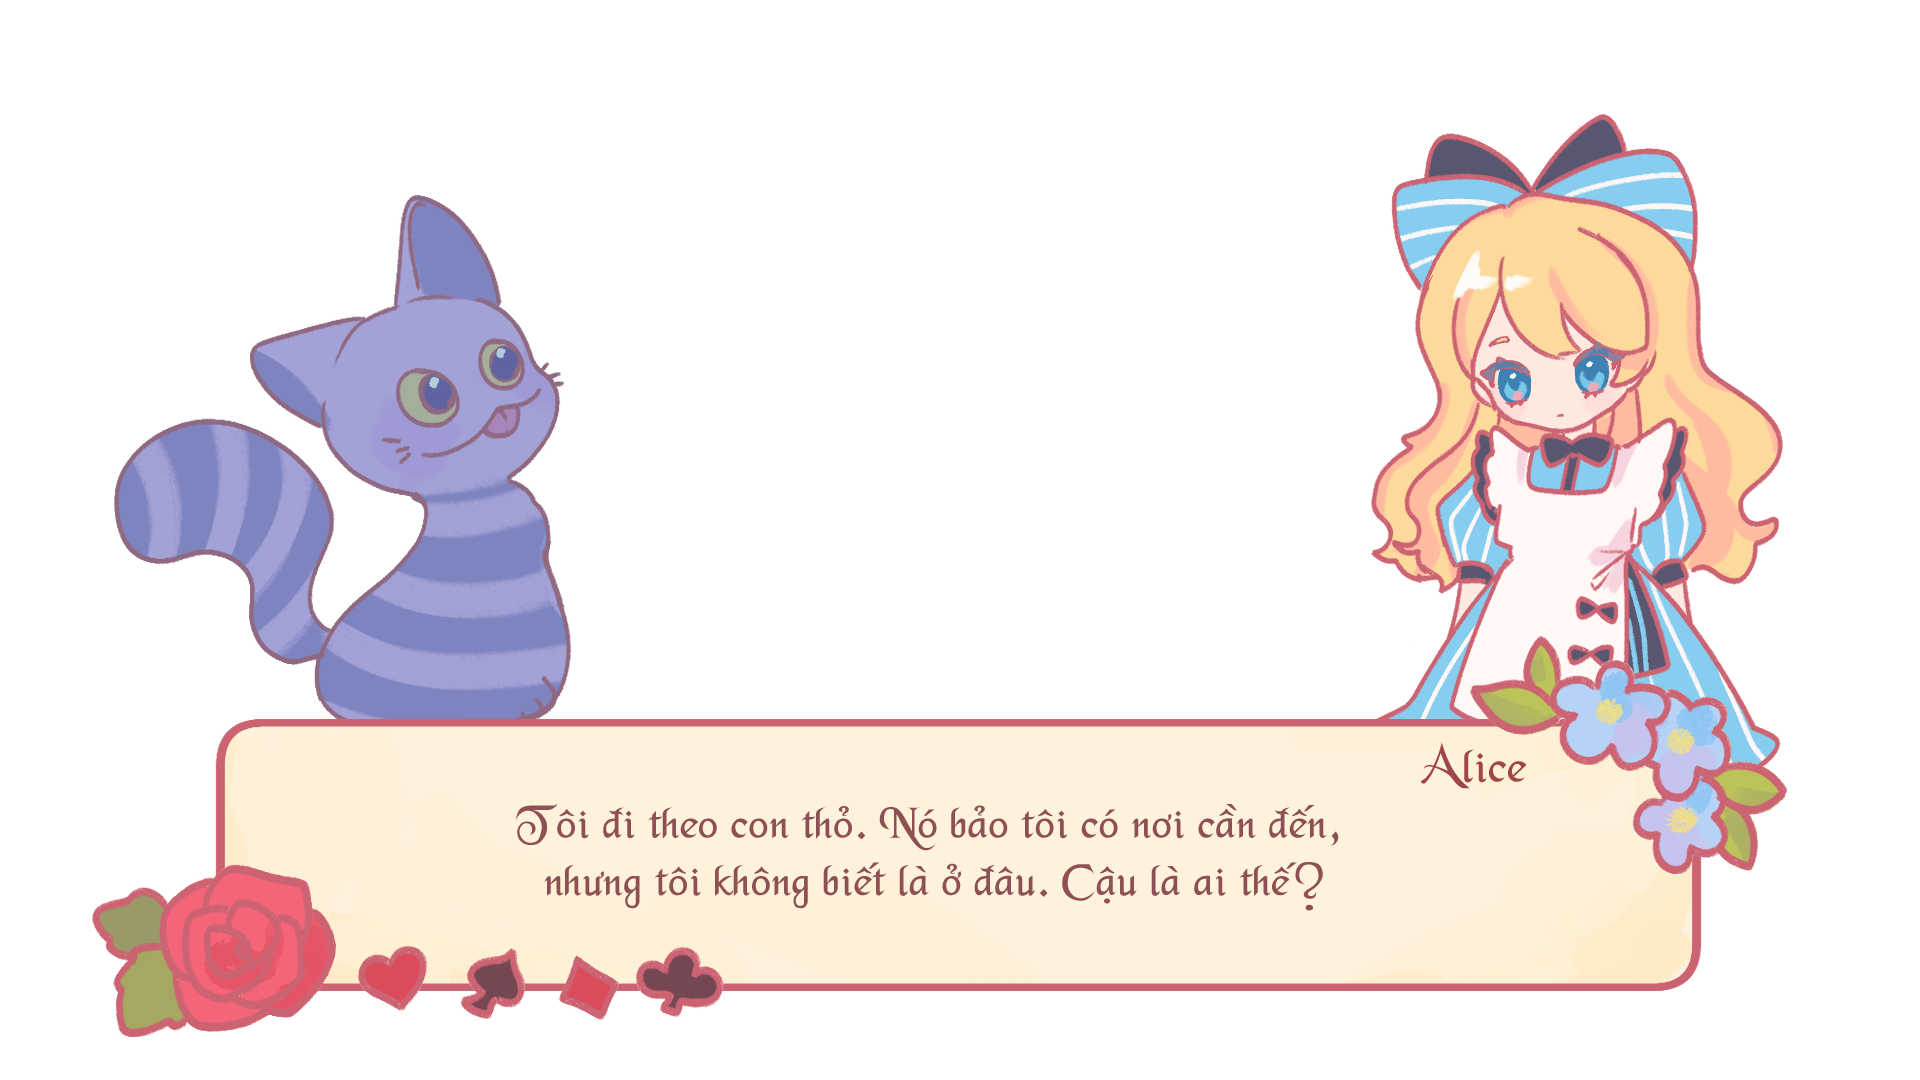 Alice
Tôi đi theo con thỏ. Nó bảo tôi có nơi cần đến,
nhưng tôi không biết là ở đâu. Cậu là ai thế?